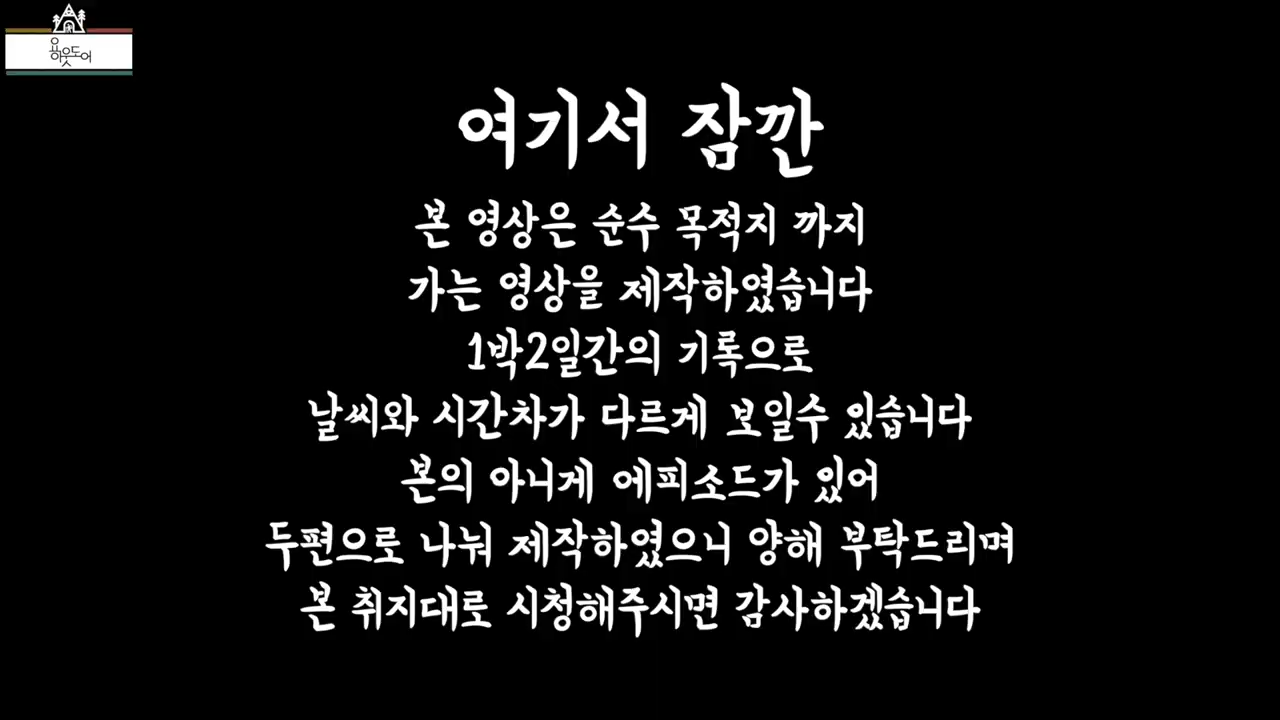 용아웃도어
여기서 잠깐
본 영상은 순수 목적지 까지
가는 영상을 제작하였습니다
1박2일간의 기록으로
날씨와 시간차가 다르게 보일수 있습니다
본의 아니게 에피소드가 있어
두편으로 나눠 제작하였으니 양해 부탁드리며
본 취지대로 시청해주시면 감사하겠습니다